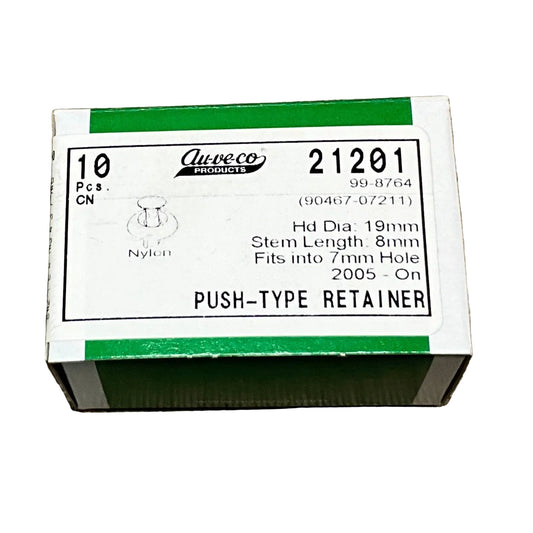 10
Pcs.
CN
au-ve-co
PRODUCTS
21201
99-8764
(90467-07211)
Nylon
Hd Dia: 19mm
Stem Length: 8mm
Fits into 7mm Hole
2005 - On
PUSH-TYPE RETAINER